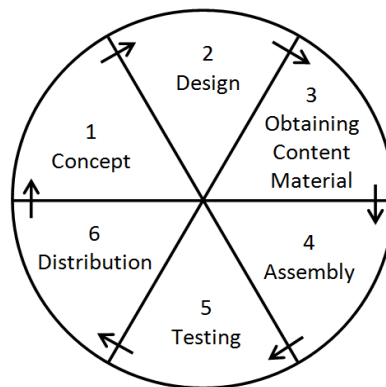 1
Concept
2
Design
3
Obtaining
Content
Material
4
Assembly
5
Testing
6
Distribution